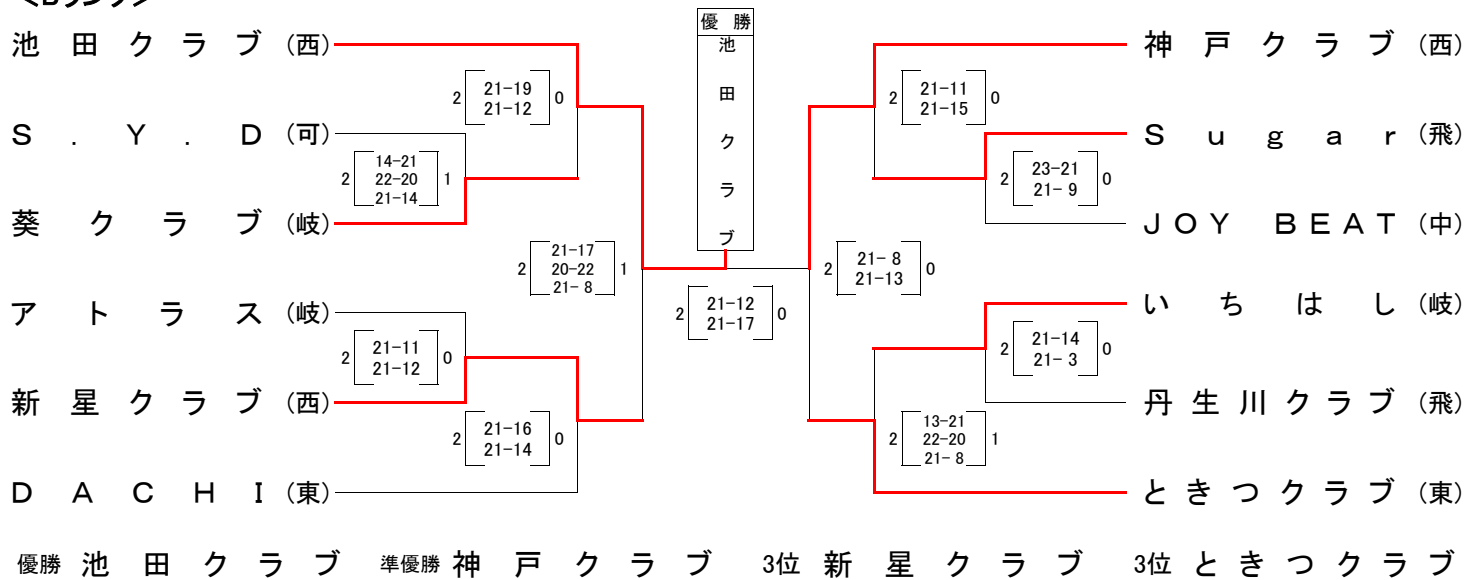 <Bランク>
優勝
池田クラブ
池田クラブ (西)
神戸クラブ (西)
2 21-19 0
21-12
2 21-11 0
21-15
S.Y.D (可)
Sugar (飛)
14-21
2 22-20 1
21-14
2 23-21 0
21- 9
葵クラブ (岐)
JOY BEAT (中)
21-17
2 20-22 1
21- 8
2 21- 8 0
21-13
アトラス (岐)
いちはし (岐)
2 21-12 0
21-17
2 21-11 0
21-12
2 21-14 0
21- 3
新星クラブ (西)
丹生川クラブ (飛)
2 21-16 0
21-14
13-21
2 22-20 1
21- 8
DACHI (東)
ときつクラブ (東)
優勝 池田クラブ 準優勝 神戸クラブ 3位 新星クラブ 3位 ときつクラブ